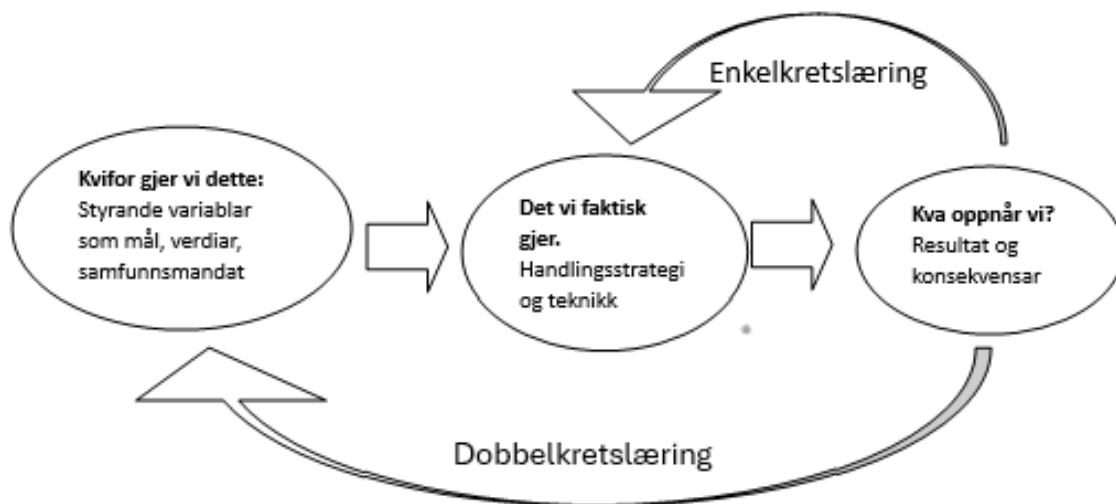 Enkelkretslæring
Kvifor gjer vi dette:
Styrande variablar
som mål, verdiar,
samfunnsmandat
Det vi faktisk
gjer.
Handlingsstrategi
og teknikk
Kva oppnår vi?
Resultat og
konsekvensar
Dobbelkretslæring